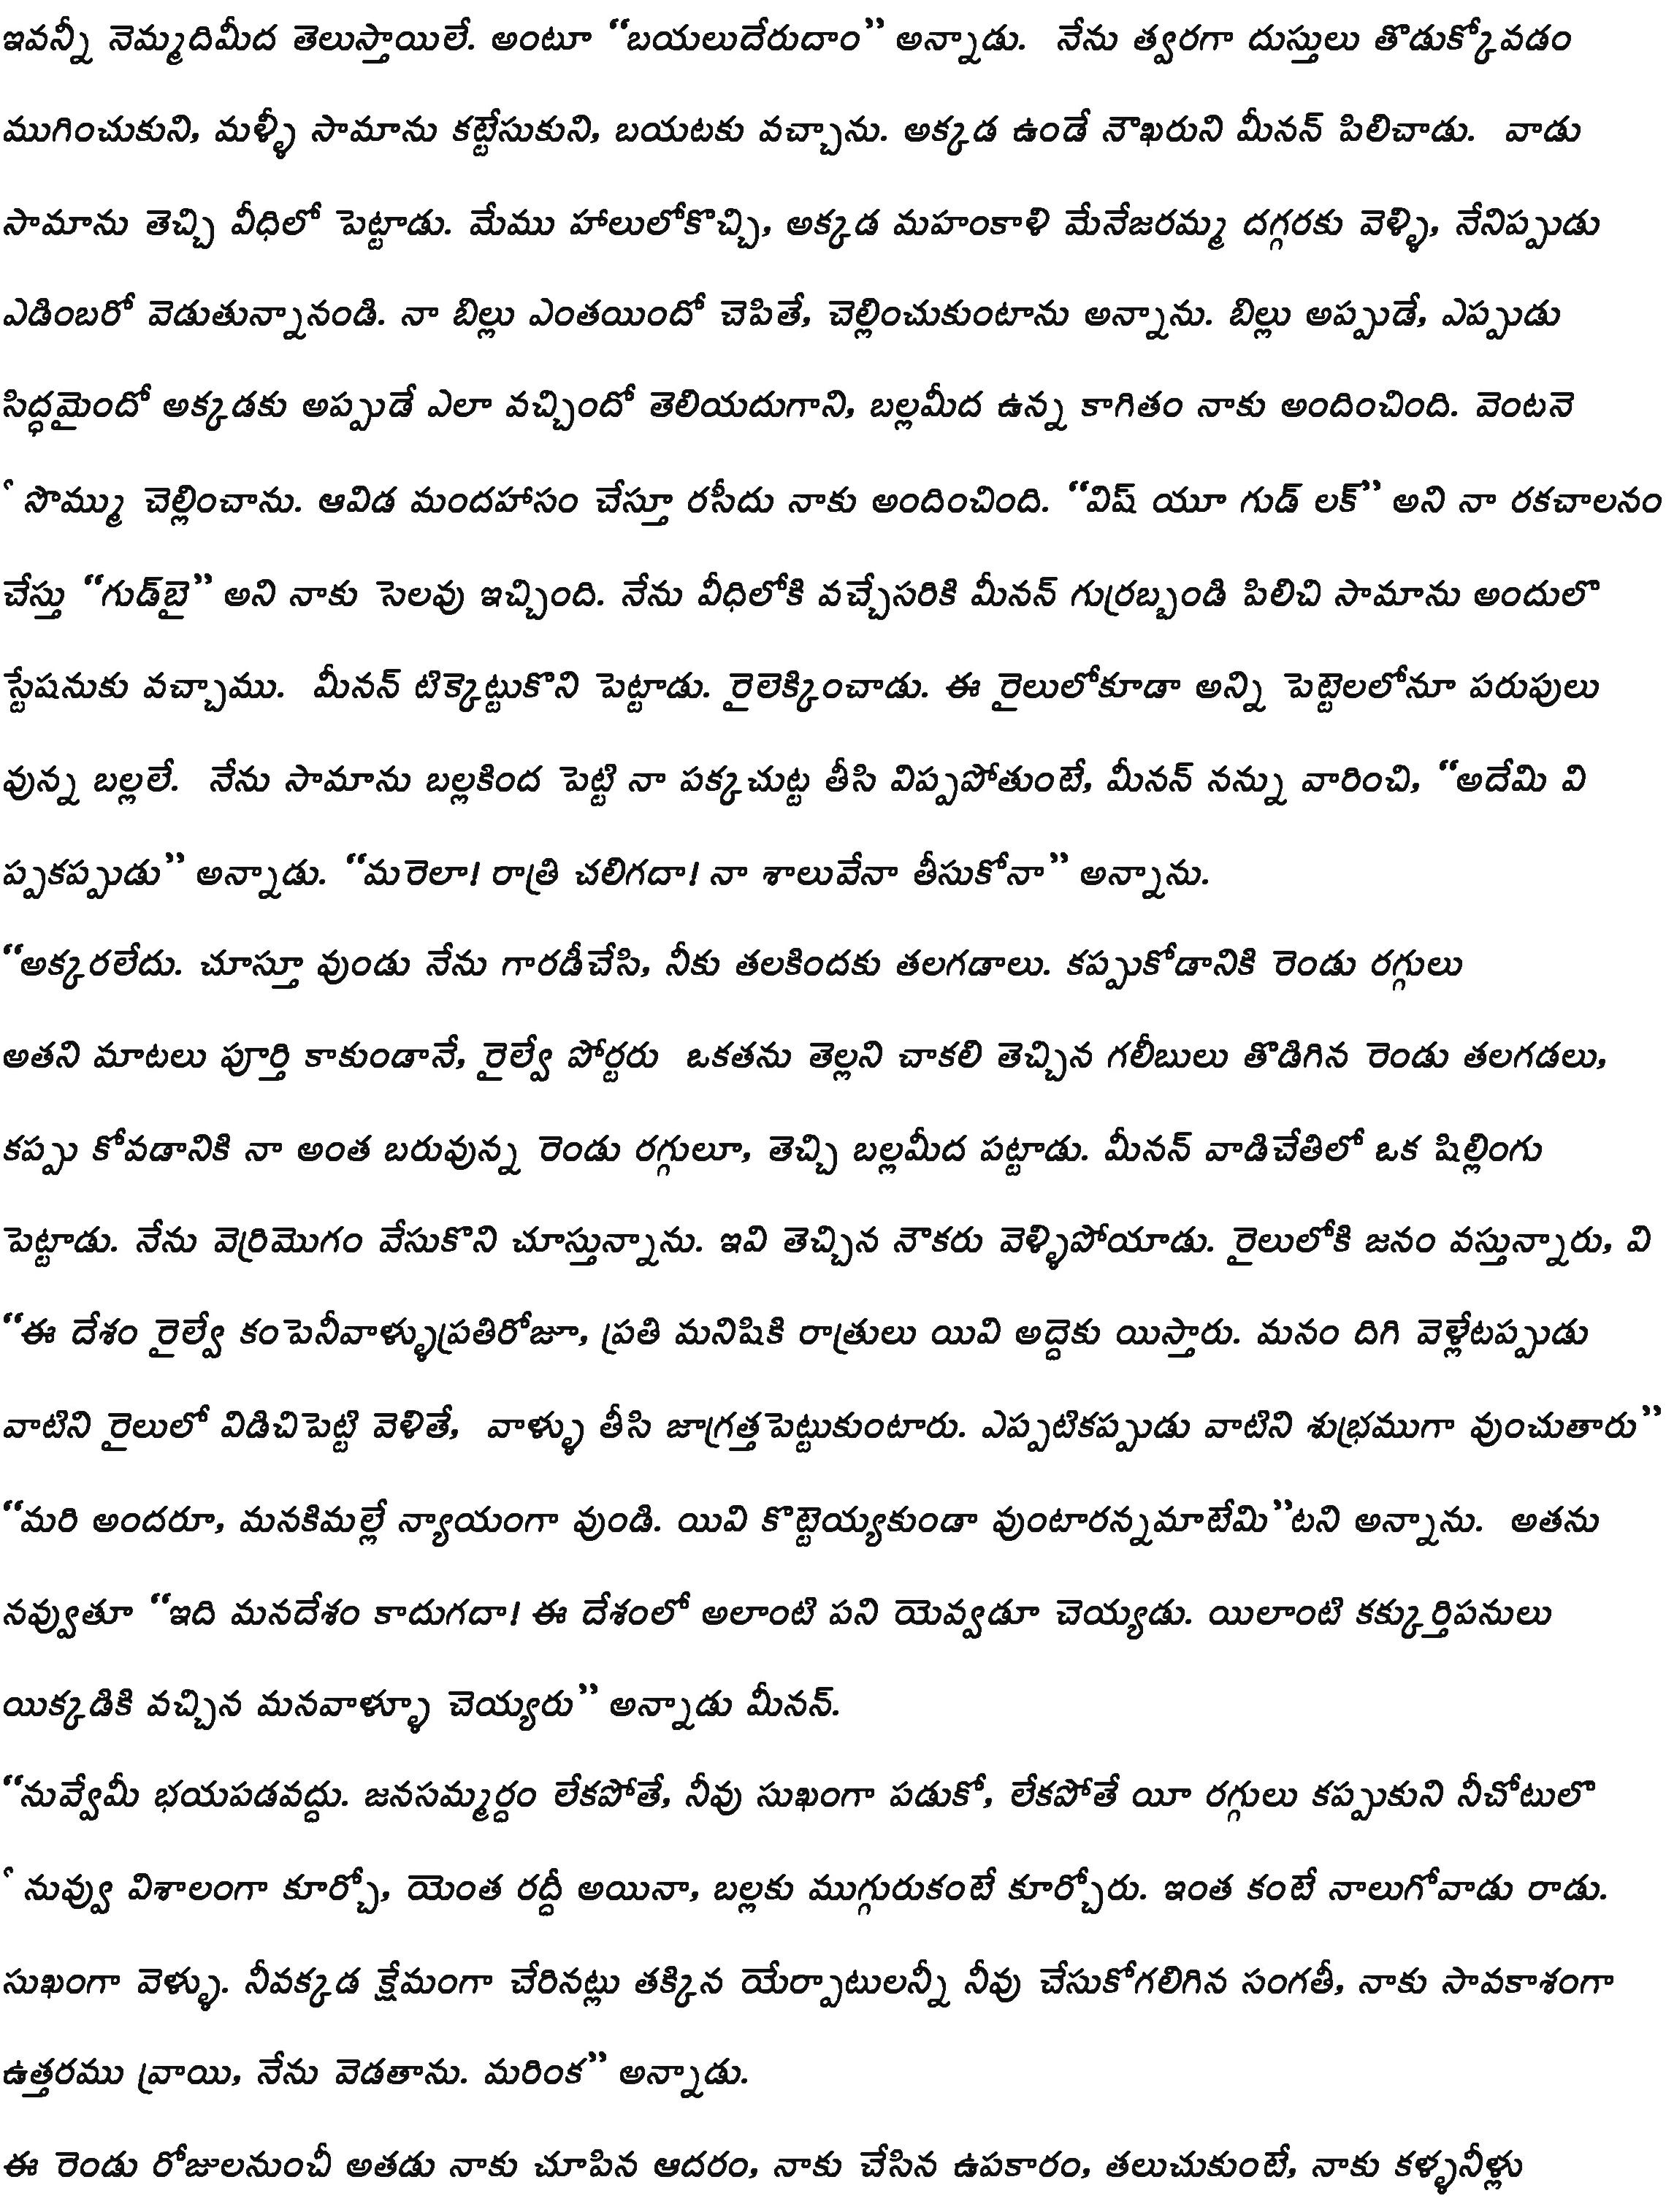 ఇవన్నీ నెమ్మదిమీద తెలుస్తాయిలే. అంటూ “బయలుదేరుదాం” అన్నాడు. నేను త్వరగా దుస్తులు తొడుక్కోవడం
ముగించుకుని, మళ్ళీ సామాను కట్టేసుకుని, బయటకు వచ్చాను. అక్కడ ఉండే నౌఖరుని మీనన్ పిలిచాడు. వాడు
సామాను తెచ్చి వీధిలో పెట్టాడు. మేము హాలులోకొచ్చి, అక్కడ మహంకాళి మేనేజరమ్మ దగ్గరకు వెళ్ళి, నేనిప్పుడు
ఎడింబరో వెడుతున్నానండి. నా బిల్లు ఎంతయిందో చెపితే, చెల్లించుకుంటాను అన్నాను. బిల్లు అప్పుడే, ఎప్పుడు
సిద్ధమైందో అక్కడకు అప్పుడే ఎలా వచ్చిందో తెలియదుగాని, బల్లమీద ఉన్న కాగితం నాకు అందించింది. వెంటనె
ే సొమ్ము చెల్లించాను. ఆవిడ మందహాసం చేస్తూ రసీదు నాకు అందించింది. “విష్ యూ గుడ్ లక్” అని నా రకచాలనం
చేస్తు “గుడ్‌బై” అని నాకు సెలవు ఇచ్చింది. నేను వీధిలోకి వచ్చేసరికి మీనన్ గుర్రబ్బండి పిలిచి సామాను అందులొ
స్టేషనుకు వచ్చాము. మీనన్ టిక్కెట్టుకొని పెట్టాడు. రైలెక్కించాడు. ఈ రైలులోకూడా అన్ని పెట్టెలలోనూ పరుపులు
వున్న బల్లలే. నేను సామాను బల్లకింద పెట్టి నా పక్కచుట్ట తీసి విప్పపోతుంటే, మీనన్ నన్ను వారించి, “అదేమి వి
ప్పకప్పుడు” అన్నాడు. “మరెలా! రాత్రి చలిగదా! నా శాలువేనా తీసుకోనా” అన్నాను.
“అక్కరలేదు. చూస్తూ వుండు నేను గారడీచేసి, నీకు తలకిందకు తలగడాలు. కప్పుకోడానికి రెండు రగ్గులు
అతని మాటలు పూర్తి కాకుండానే, రైల్వే పోర్టరు ఒకతను తెల్లని చాకలి తెచ్చిన గలీబులు తొడిగిన రెండు తలగడలు,
కప్పు కోవడానికి నా అంత బరువున్న రెండు రగ్గులూ, తెచ్చి బల్లమీద పట్టాడు. మీనన్ వాడిచేతిలో ఒక షిల్లింగు
పెట్టాడు. నేను వెర్రిమొగం వేసుకొని చూస్తున్నాను. ఇవి తెచ్చిన నౌకరు వెళ్ళిపోయాడు. రైలులోకి జనం వస్తున్నారు, వి
“ఈ దేశం రైల్వే కంపెనీవాళ్ళుప్రతిరోజూ, ప్రతి మనిషికి రాత్రులు యివి అద్దెకు యిస్తారు. మనం దిగి వెళ్లేటప్పుడు
వాటిని రైలులో విడిచిపెట్టి వెళితే, వాళ్ళు తీసి జాగ్రత్తపెట్టుకుంటారు. ఎప్పటికప్పుడు వాటిని శుభ్రముగా వుంచుతారు”
“మరి అందరూ, మనకిమల్లే న్యాయంగా వుండి. యివి కొట్టెయ్యకుండా వుంటారన్నమాటేమి”టని అన్నాను. అతను
నవ్వుతూ “ఇది మనదేశం కాదుగదా! ఈ దేశంలో అలాంటి పని యెవ్వడూ చెయ్యడు. యిలాంటి కక్కుర్తిపనులు
యిక్కడికి వచ్చిన మనవాళ్ళూ చెయ్యరు” అన్నాడు మీనన్.
“నువ్వేమీ భయపడవద్దు. జనసమ్మర్దం లేకపోతే, నీవు సుఖంగా పడుకో, లేకపోతే యీ రగ్గులు కప్పుకుని నీచోటులొ
ే నువ్వు విశాలంగా కూర్చో, యెంత రద్దీ అయినా, బల్లకు ముగ్గురుకంటే కూర్చోరు. ఇంత కంటే నాలుగోవాడు రాడు.
సుఖంగా వెళ్ళు. నీవక్కడ క్షేమంగా చేరినట్లు తక్కిన యేర్పాటులన్నీ నీవు చేసుకోగలిగిన సంగతీ, నాకు సావకాశంగా
ఉత్తరము వ్రాయి, నేను వెడతాను. మరింక” అన్నాడు.
ఈ రెండు రోజులనుంచీ అతడు నాకు చూపిన ఆదరం, నాకు చేసిన ఉపకారం, తలుచుకుంటే, నాకు కళ్ళనీళ్లు